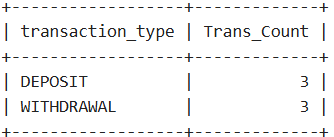 +------------------+-------------+
| transaction_type | Trans_Count |
+------------------+-------------+
| DEPOSIT          |           3 |
| WITHDRAWAL       |           3 |
+------------------+-------------+